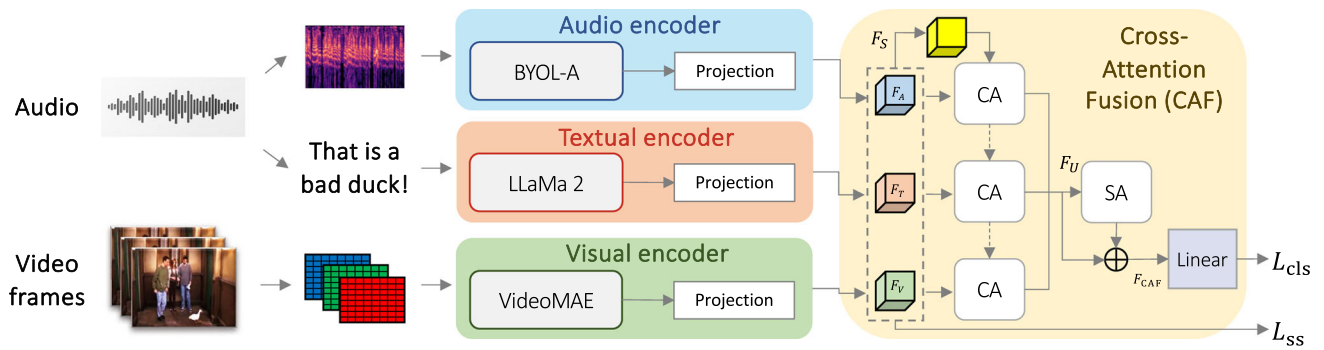 Audio
That is a
bad duck!
Video
frames
Audio encoder
BYOL-A
Projection
Textual encoder
LLaMa 2
Projection
Visual encoder
VideoMAE
Projection
Cross-
Attention
Fusion (CAF)
F_S
F_A
F_T
F_V
CA
CA
CA
F_U
SA
F_CAF
Linear
L_cls
L_ss